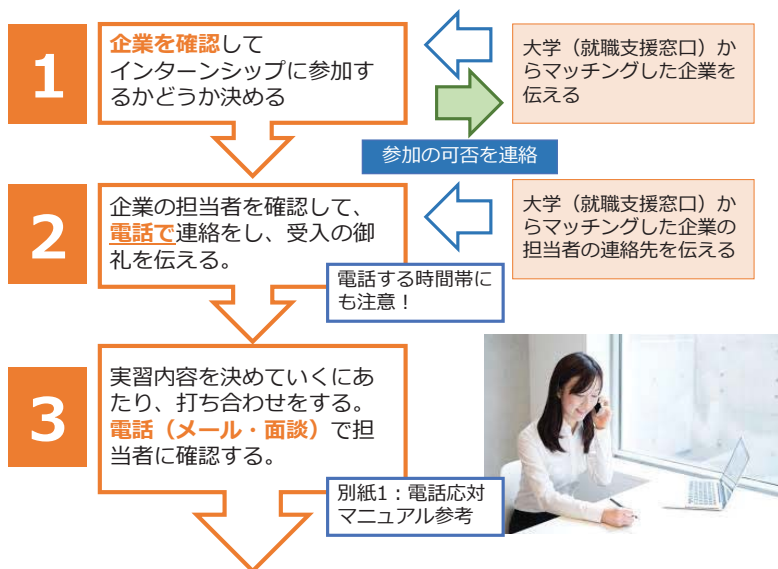 1
企業を確認して
インターンシップに参加す
るかどうか決める
大学（就職支援窓口）か
らマッチングした企業を
伝える
参加の可否を連絡
2
企業の担当者を確認して、
電話で連絡をし、受入の御
礼を伝える。
電話する時間帯に
も注意！
大学（就職支援窓口）か
らマッチングした企業の
担当者の連絡先を伝える
3
実習内容を決めていくにあ
たり、打ち合わせをする。
電話（メール・面談）で担
当者に確認する。
別紙1：電話応対
マニュアル参考